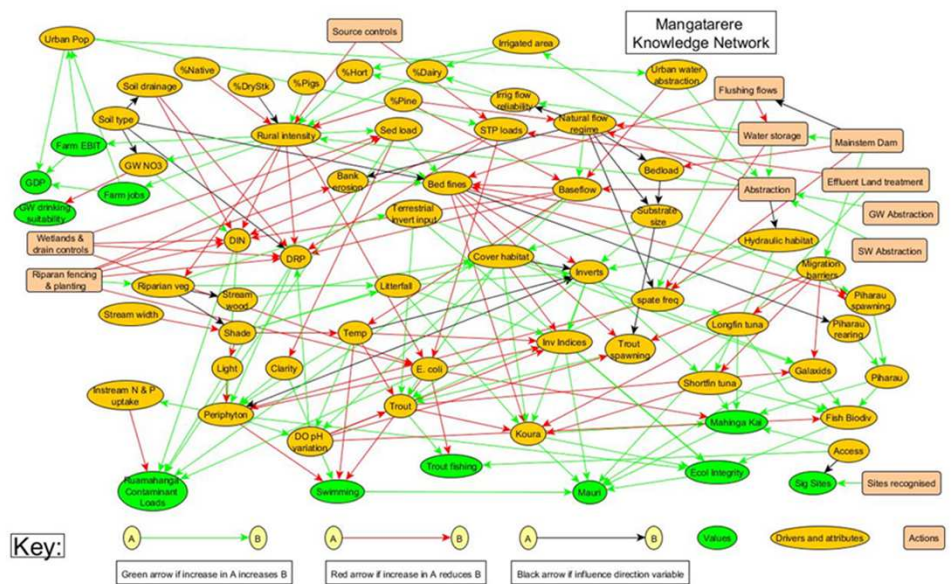 Mangatarere
Knowledge Network
Source controls
Urban Pop
Irrigated area
%Native
%DryStk
%Pigs
%Hort
%Dairy
Urban water
abstraction
Soil drainage
%Pine
Irrig flow
reliability
Flushing flows
Soil type
Rural intensity
Sed load
STP loads
Natural flow
regime
Water storage
Mainstem Dam
Farm EBIT
GW NO3
Bank
erosion
Bed fines
Baseflow
Bedload
Abstraction
Effluent Land treatment
GDP
Farm jobs
GW drinking
suitability
Terrestrial
invert input
Substrate
size
GW Abstraction
Wetlands &
drain controls
DIN
DRP
Cover habitat
Hydraulic habitat
SW Abstraction
Riparan fencing
& planting
Riparian veg
Stream
wood
Litterfall
Inverts
Migration
barriers
spate freq
Piharau
spawning
Stream width
Shade
Temp
Inv Indices
Trout
spawning
Longfin tuna
Piharau
rearing
Light
Clarity
E. coli
Shortfin tuna
Galaxids
Piharau
Instream N & P
uptake
Periphyton
Trout
DO pH
variation
Koura
Mahinga Kai
Fish Biodiv
Ruamahanga
Contaminant
Loads
Swimming
Trout fishing
Mauri
Ecol Integrity
Access
Sig Sites
Sites recognised
Key:
A
B
A
B
A
B
Values
Drivers and attributes
Actions
Green arrow if increase in A increases B
Red arrow if increase in A reduces B
Black arrow if influence direction variable